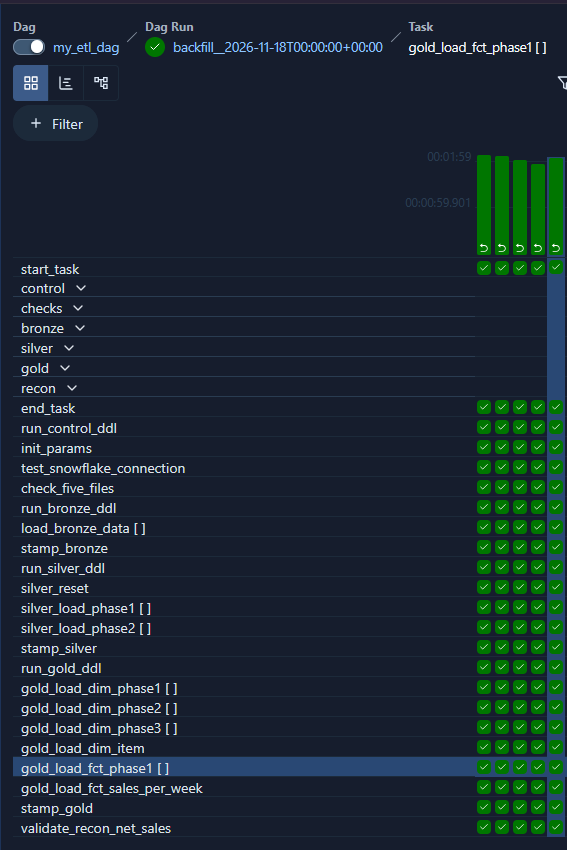 Dag
my_etl_dag
Dag Run
backfill__2026-11-18T00:00:00+00:00
Task
gold_load_fct_phase1 [ ]
+ Filter
00:01:59
00:00:59.901
start_task
control
checks
bronze
silver
gold
recon
end_task
run_control_ddl
init_params
test_snowflake_connection
check_five_files
run_bronze_ddl
load_bronze_data [ ]
stamp_bronze
run_silver_ddl
silver_reset
silver_load_phase1 [ ]
silver_load_phase2 [ ]
stamp_silver
run_gold_ddl
gold_load_dim_phase1 [ ]
gold_load_dim_phase2 [ ]
gold_load_dim_phase3 [ ]
gold_load_dim_item
gold_load_fct_phase1 [ ]
gold_load_fct_sales_per_week
stamp_gold
validate_recon_net_sales